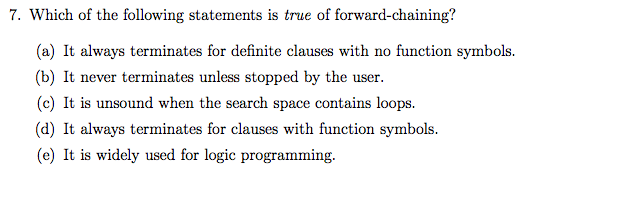 7. Which of the following statements is true of forward-chaining?
(a) It always terminates for definite clauses with no function symbols.
(b) It never terminates unless stopped by the user.
(c) It is unsound when the search space contains loops.
(d) It always terminates for clauses with function symbols.
(e) It is widely used for logic programming.